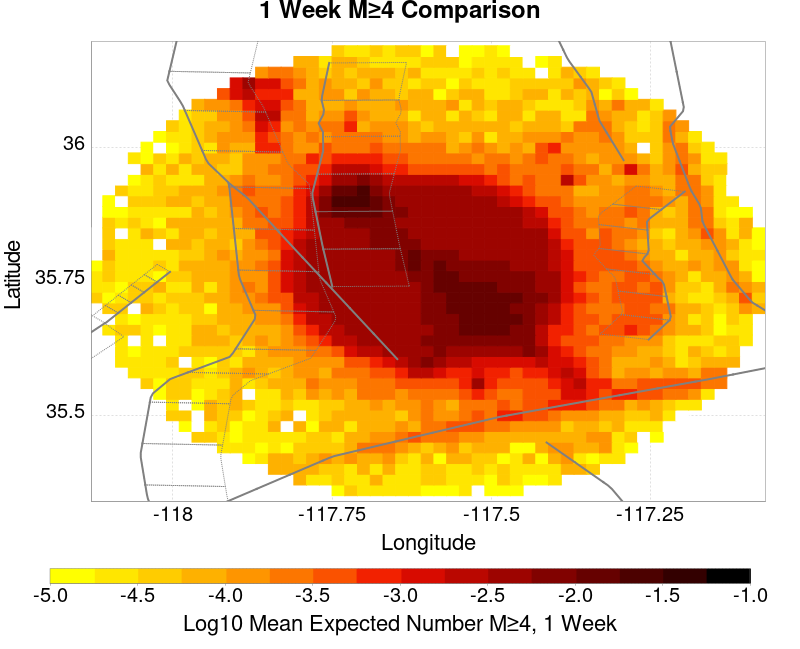 1 Week M≥4 Comparison
Latitude
36
35.75
35.5
-118 -117.75 -117.5 -117.25
Longitude
-5.0 -4.5 -4.0 -3.5 -3.0 -2.5 -2.0 -1.5 -1.0
Log10 Mean Expected Number M≥4, 1 Week